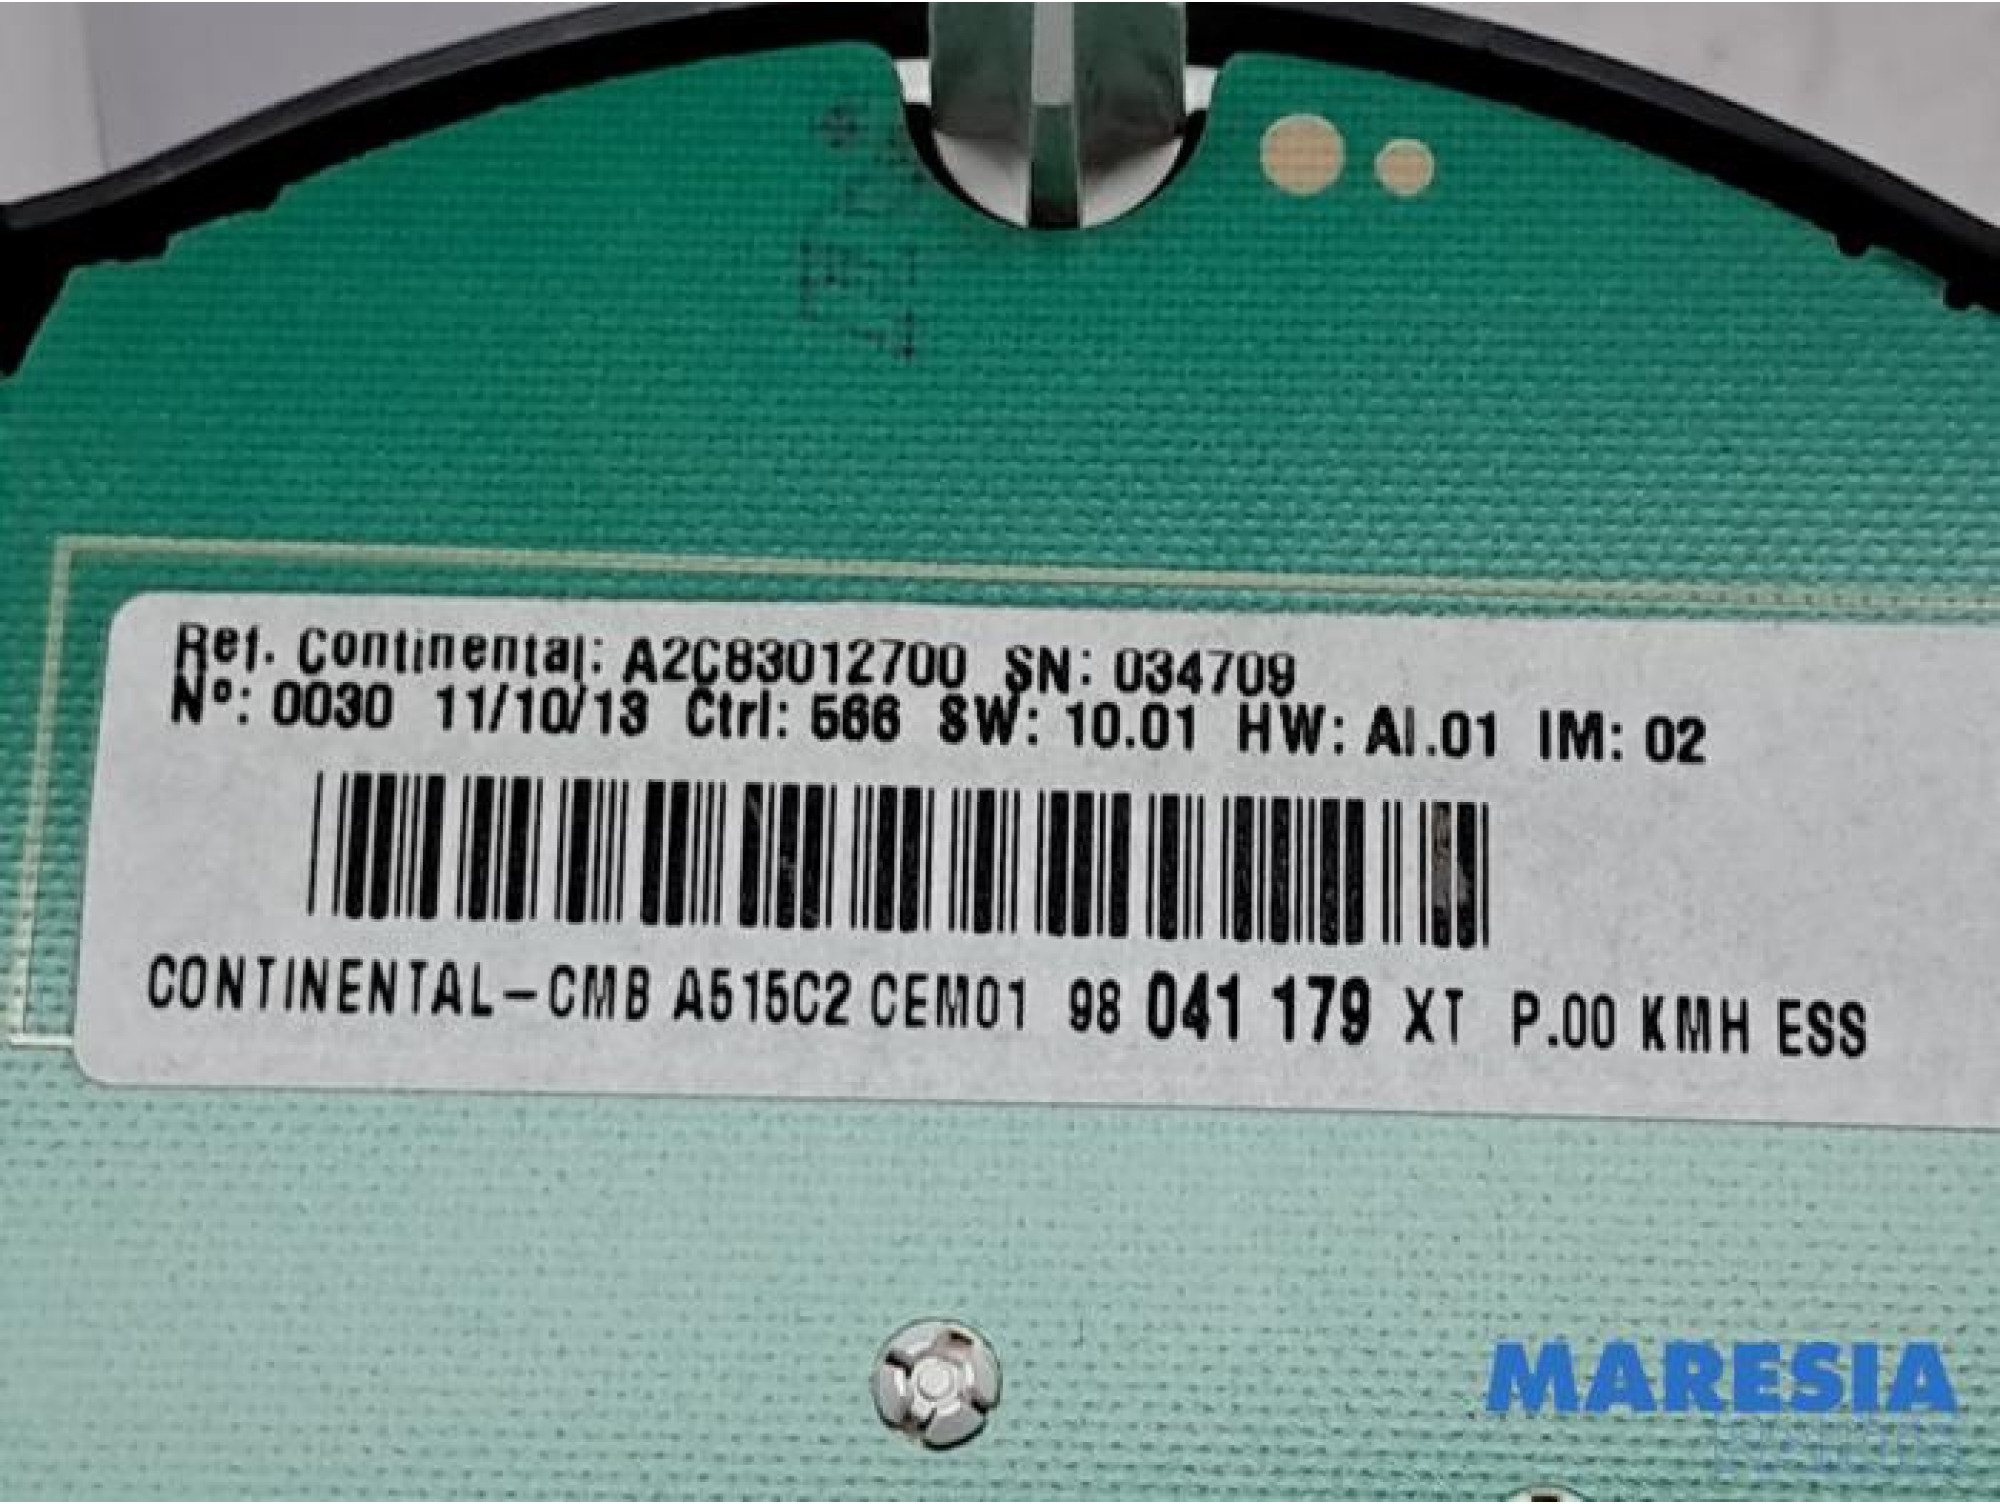 Ref. Continental: A2C83012700 SN: 034709
Nº: 0030 11/10/13 Ctrl: 566 SW: 10.01 HW: AI.01 IM: 02
CONTINENTAL-CMB A515C2 CEM01 98 041 179 XT P.00 KMH ESS
MARESIA